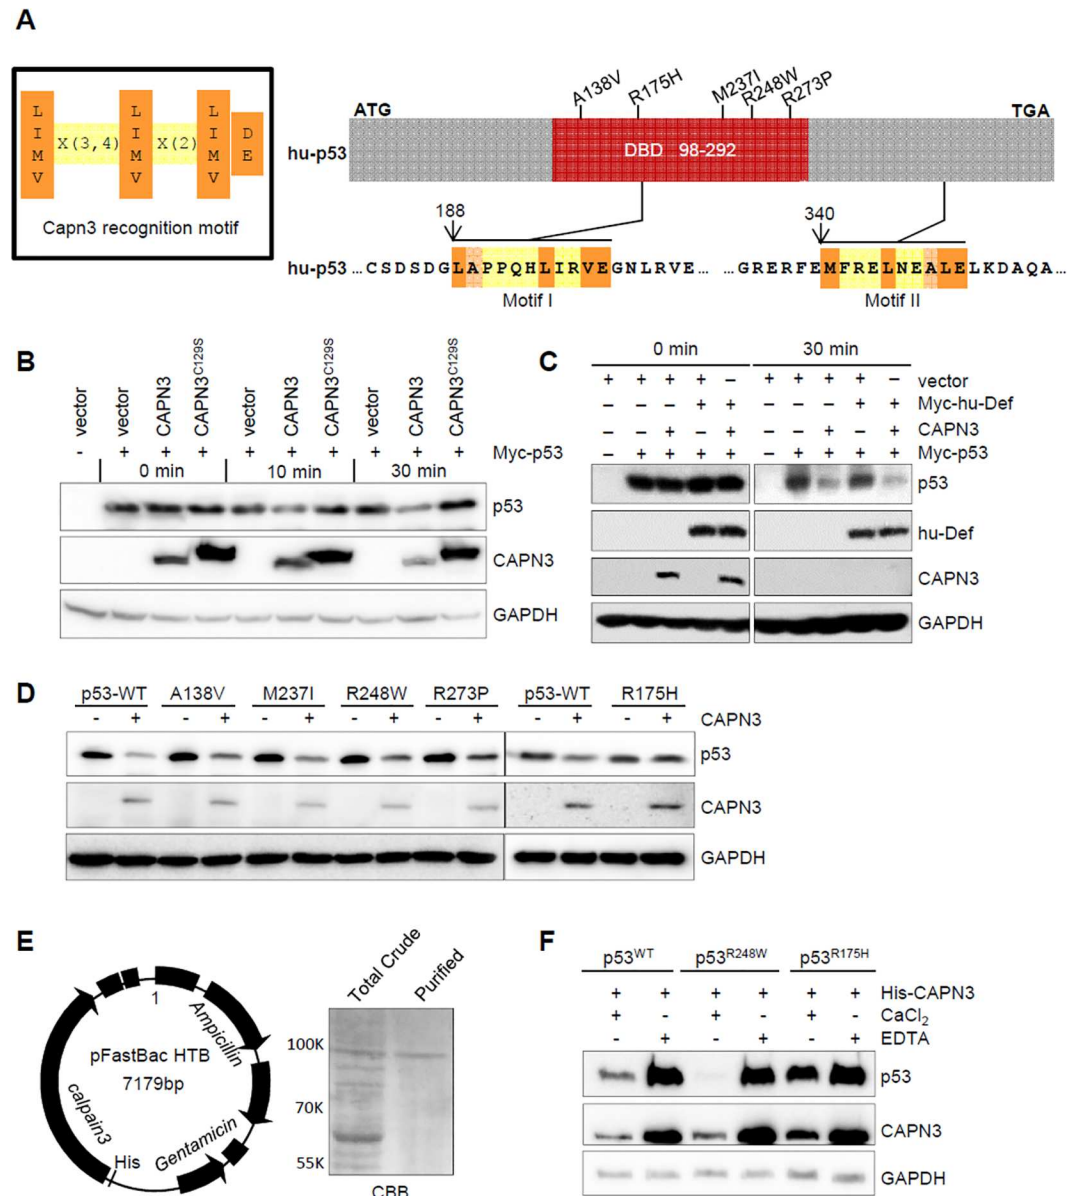 A
L L L
I I I D
M X(3,4) M X(2) M E
V V V
Capn3 recognition motif
A138V R175H M237I R248W R273P
ATG TGA
hu-p53 DBD 98-292
188 340
hu-p53 ...CSDSDGLAPPQHLIRVEGNLRVE... ...GRERFEMFRELNEALELKDAQA...
Motif I Motif II
B
vector vector CAPN3 CAPN3C129S vector CAPN3 CAPN3C129S vector CAPN3 CAPN3C129S
- + + + + + + + + + Myc-p53
0 min 10 min 30 min
p53
CAPN3
GAPDH
C
0 min 30 min
+ + + + – + + + + – vector
– – – + + – – – + + Myc-hu-Def
– – + – + – – + – + CAPN3
– + + + + – + + + + Myc-p53
p53
hu-Def
CAPN3
GAPDH
D
p53-WT A138V M237I R248W R273P p53-WT R175H
- + - + - + - + - + - + - + CAPN3
p53
CAPN3
GAPDH
E
1
Ampicillin
pFastBac HTB
7179bp
calpain3
Gentamicin
His
Total Crude Purified
100K
70K
55K
CBB
F
p53WT p53R248W p53R175H
+ + + + + + His-CAPN3
+ - + - + - CaCl2
- + - + - + EDTA
p53
CAPN3
GAPDH